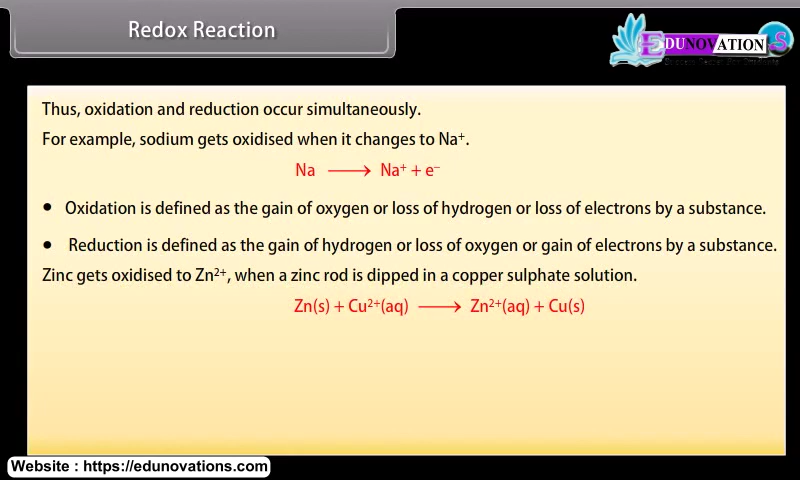 Redox Reaction
EDUNOVATION S
Thus, oxidation and reduction occur simultaneously.
For example, sodium gets oxidised when it changes to Na⁺.
Na ⟶ Na⁺ + e⁻
• Oxidation is defined as the gain of oxygen or loss of hydrogen or loss of electrons by a substance.
• Reduction is defined as the gain of hydrogen or loss of oxygen or gain of electrons by a substance.
Zinc gets oxidised to Zn²⁺, when a zinc rod is dipped in a copper sulphate solution.
Zn(s) + Cu²⁺(aq) ⟶ Zn²⁺(aq) + Cu(s)
Website : https://edunovations.com